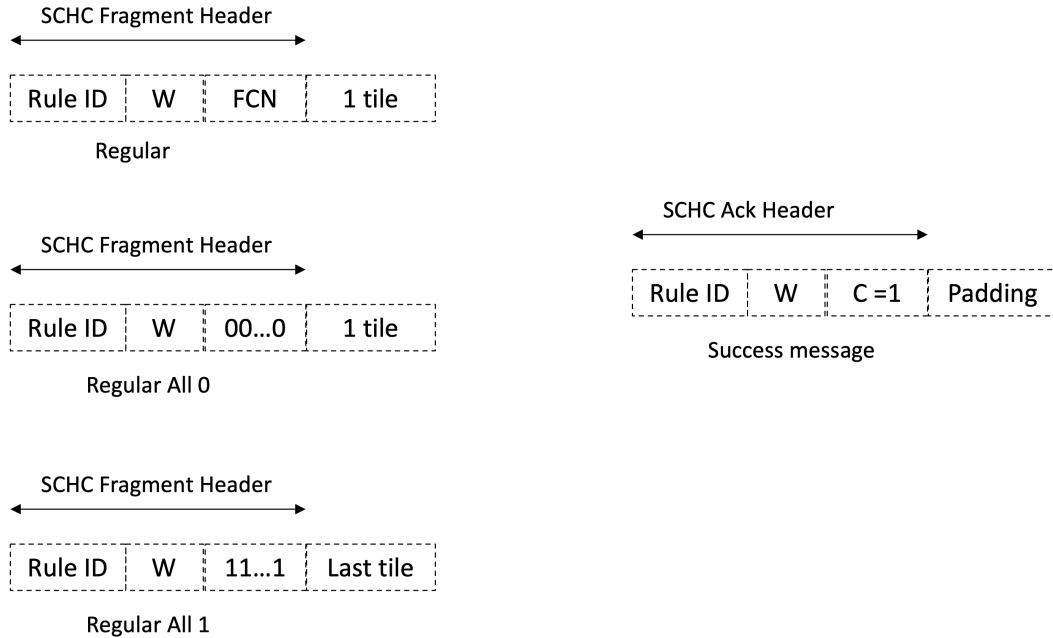 SCHC Fragment Header
Rule ID W FCN 1 tile
Regular
SCHC Fragment Header
Rule ID W 00...0 1 tile
Regular All 0
SCHC Fragment Header
Rule ID W 11...1 Last tile
Regular All 1
SCHC Ack Header
Rule ID W C =1 Padding
Success message